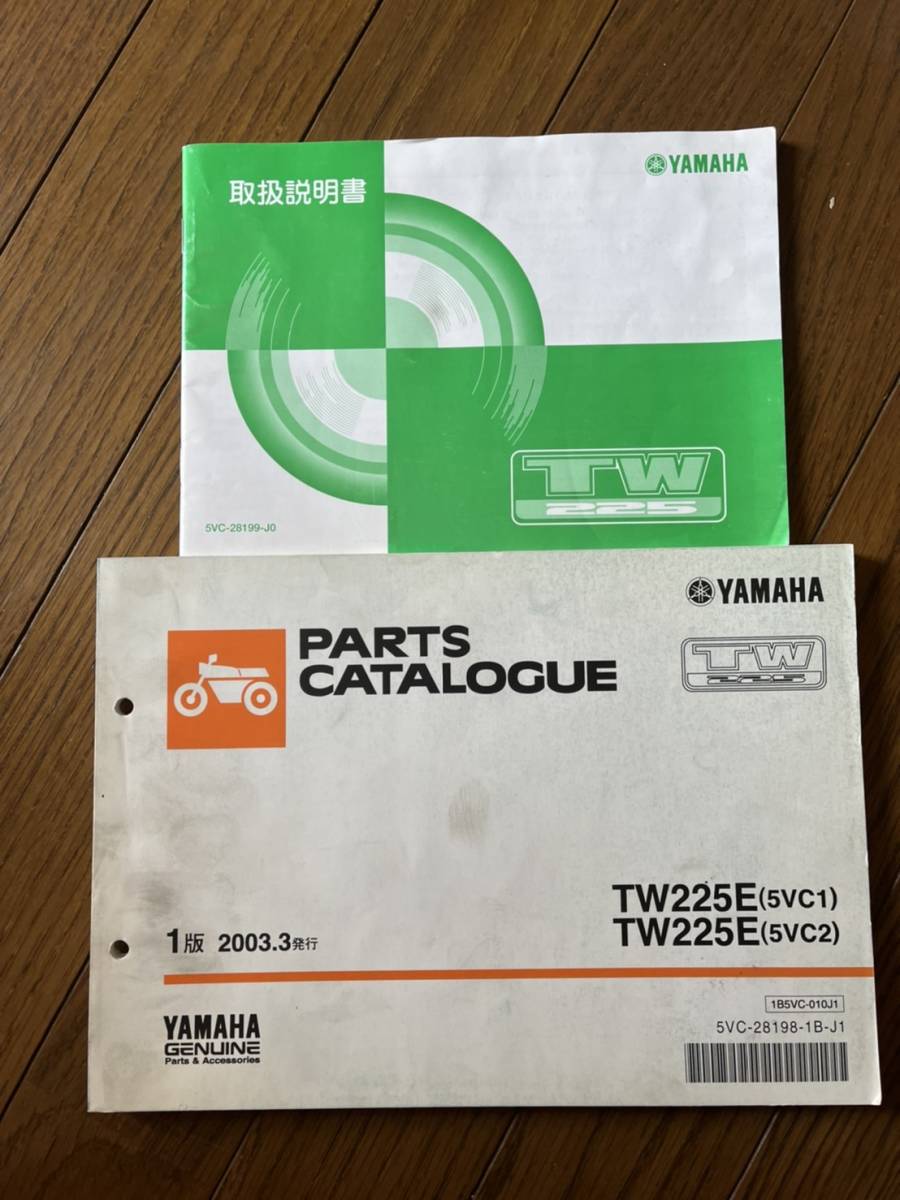 取扱説明書
YAMAHA
TW
225
5VC-28199-J0
YAMAHA
PARTS
CATALOGUE
TW
225
TW225E(5VC1)
TW225E(5VC2)
1版 2003.3発行
1B5VC-010J1
5VC-28198-1B-J1
YAMAHA
GENUINE
Parts & Accessories